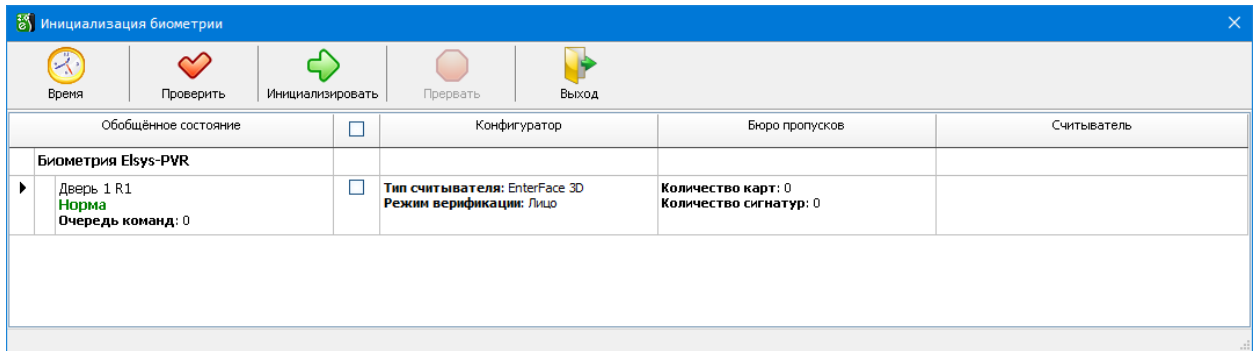 Инициализация биометрии
Время Проверить Инициализировать Прервать Выход
Обобщённое состояние Конфигуратор Бюро пропусков Считыватель
Биометрия Elsys-PVR
Дверь 1 R1 Тип считывателя: EnterFace 3D Количество карт: 0
Норма Режим верификации: Лицо Количество сигнатур: 0
Очередь команд: 0